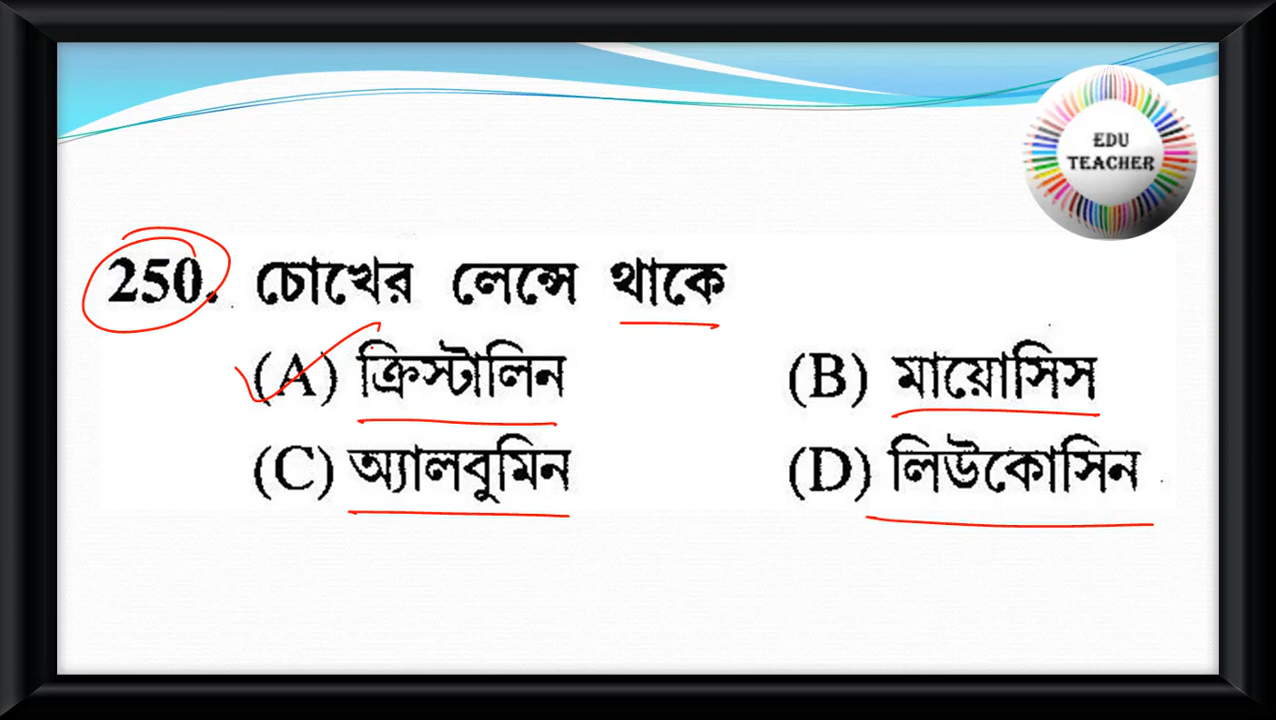 EDU
TEACHER
250. চোখের লেন্সে থাকে
(A) ক্রিস্টালিন (B) মায়োসিস
(C) অ্যালবুমিন (D) লিউকোসিন